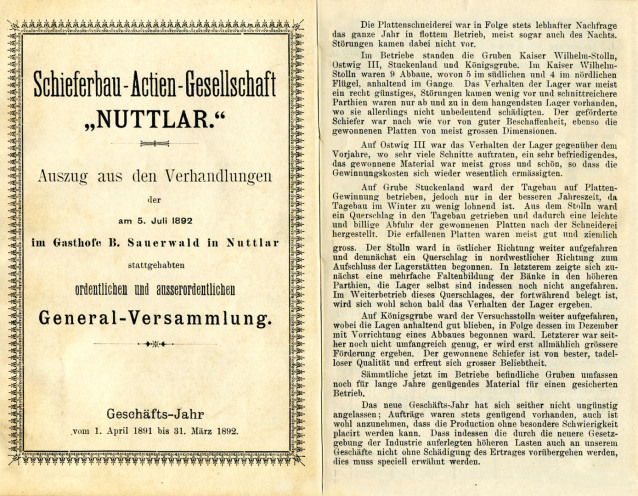 Schieferbau-Actien-Gesellschaft
„NUTTLAR.“
Auszug aus den Verhandlungen
der
am 5. Juli 1892
im Gasthofe B. Sauerwald in Nuttlar
stattgehabten
ordentlichen und ausserordentlichen
General-Versammlung.
Geschäfts-Jahr
vom 1. April 1891 bis 31. März 1892.
Die Plattenschneiderei war in Folge stets lebhafter Nachfrage
das ganze Jahr in flottem Betrieb, meist sogar auch des Nachts.
Störungen kamen dabei nicht vor.
Im Betriebe standen die Gruben Kaiser Wilhelm-Stolln,
Ostwig III, Stuckenland und Königsgrube. Im Kaiser Wilhelm-
Stolln waren 9 Abbaue, wovon 5 im südlichen und 4 im nördlichen
Flügel, anhaltend im Gange. Das Verhalten der Lager war meist
ein recht günstiges, Störungen kamen wenig vor und schnittreichere
Parthien waren nur ab und zu in dem hangendsten Lager vorhanden,
wo sie allerdings nicht unbedeutend schädigten. Der geförderte
Schiefer war nach wie vor von guter Beschaffenheit, ebenso die
gewonnenen Platten von meist grossen Dimensionen.
Auf Ostwig III war das Verhalten der Lager gegenüber dem
Vorjahre, wo sehr viele Schnitte auftraten, ein sehr befriedigendes,
das gewonnene Material war meist gross und schön, so dass die
Gewinnungskosten sich wieder wesentlich ermässigten.
Auf Grube Stuckenland ward der Tagebau auf Platten-
Gewinnung betrieben, jedoch nur in der besseren Jahreszeit, da
Tagebau im Winter zu wenig lohnend ist. Aus dem Stolln ward
ein Querschlag in den Tagebau getrieben und dadurch eine leichte
und billige Abfuhr der gewonnenen Platten nach der Schneiderei
hergestellt. Die erfallenen Platten waren meist gut und ziemlich
gross. Der Stolln ward in östlicher Richtung weiter aufgefahren
und demnächst ein Querschlag in nordwestlicher Richtung zum
Aufschluss der Lagerstätten begonnen. In letzterem zeigte sich zu-
nächst eine mehrfache Faltenbildung der Bänke in den höheren
Parthien, die Lager selbst sind indessen noch nicht angefahren.
Im Weiterbetrieb dieses Querschlages, der fortwährend belegt ist,
wird sich wohl schon bald das Verhalten der Lager ergeben.
Auf Königsgrube ward der Versuchsstolln weiter aufgefahren,
wobei die Lagen anhaltend gut blieben, in Folge dessen im Dezember
mit Vorrichtung eines Abbaues begonnen ward. Letzterer war seit-
her noch nicht umfangreich genug, er wird erst allmählich grössere
Förderung ergeben. Der gewonnene Schiefer ist von bester, tadel-
loser Qualität und erfreut sich grosser Beliebtheit.
Sämmtliche jetzt im Betriebe befindliche Gruben umfassen
noch für lange Jahre genügendes Material für einen gesicherten
Betrieb.
Das neue Geschäfts-Jahr hat sich seither nicht ungünstig
angelassen; Aufträge waren stets genügend vorhanden, auch ist
wohl anzunehmen, dass die Production ohne besondere Schwierigkeit
placirt werden kann. Dass indessen die durch die neuere Gesetz-
gebung der Industrie auferlegten höheren Lasten auch an unserem
Geschäfte nicht ohne Schädigung des Ertrages vorübergehen werden,
dies muss speciell erwähnt werden.